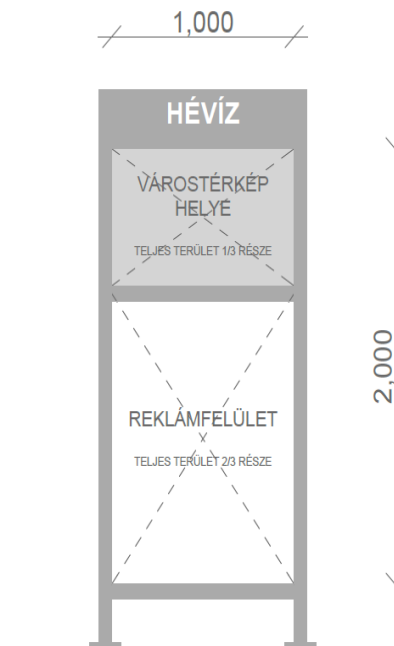 1,000
HÉVÍZ
VÁROSTÉRKÉP
HELYE
TELJES TERÜLET 1/3 RÉSZE
2,000
REKLÁMFELÜLET
TELJES TERÜLET 2/3 RÉSZE